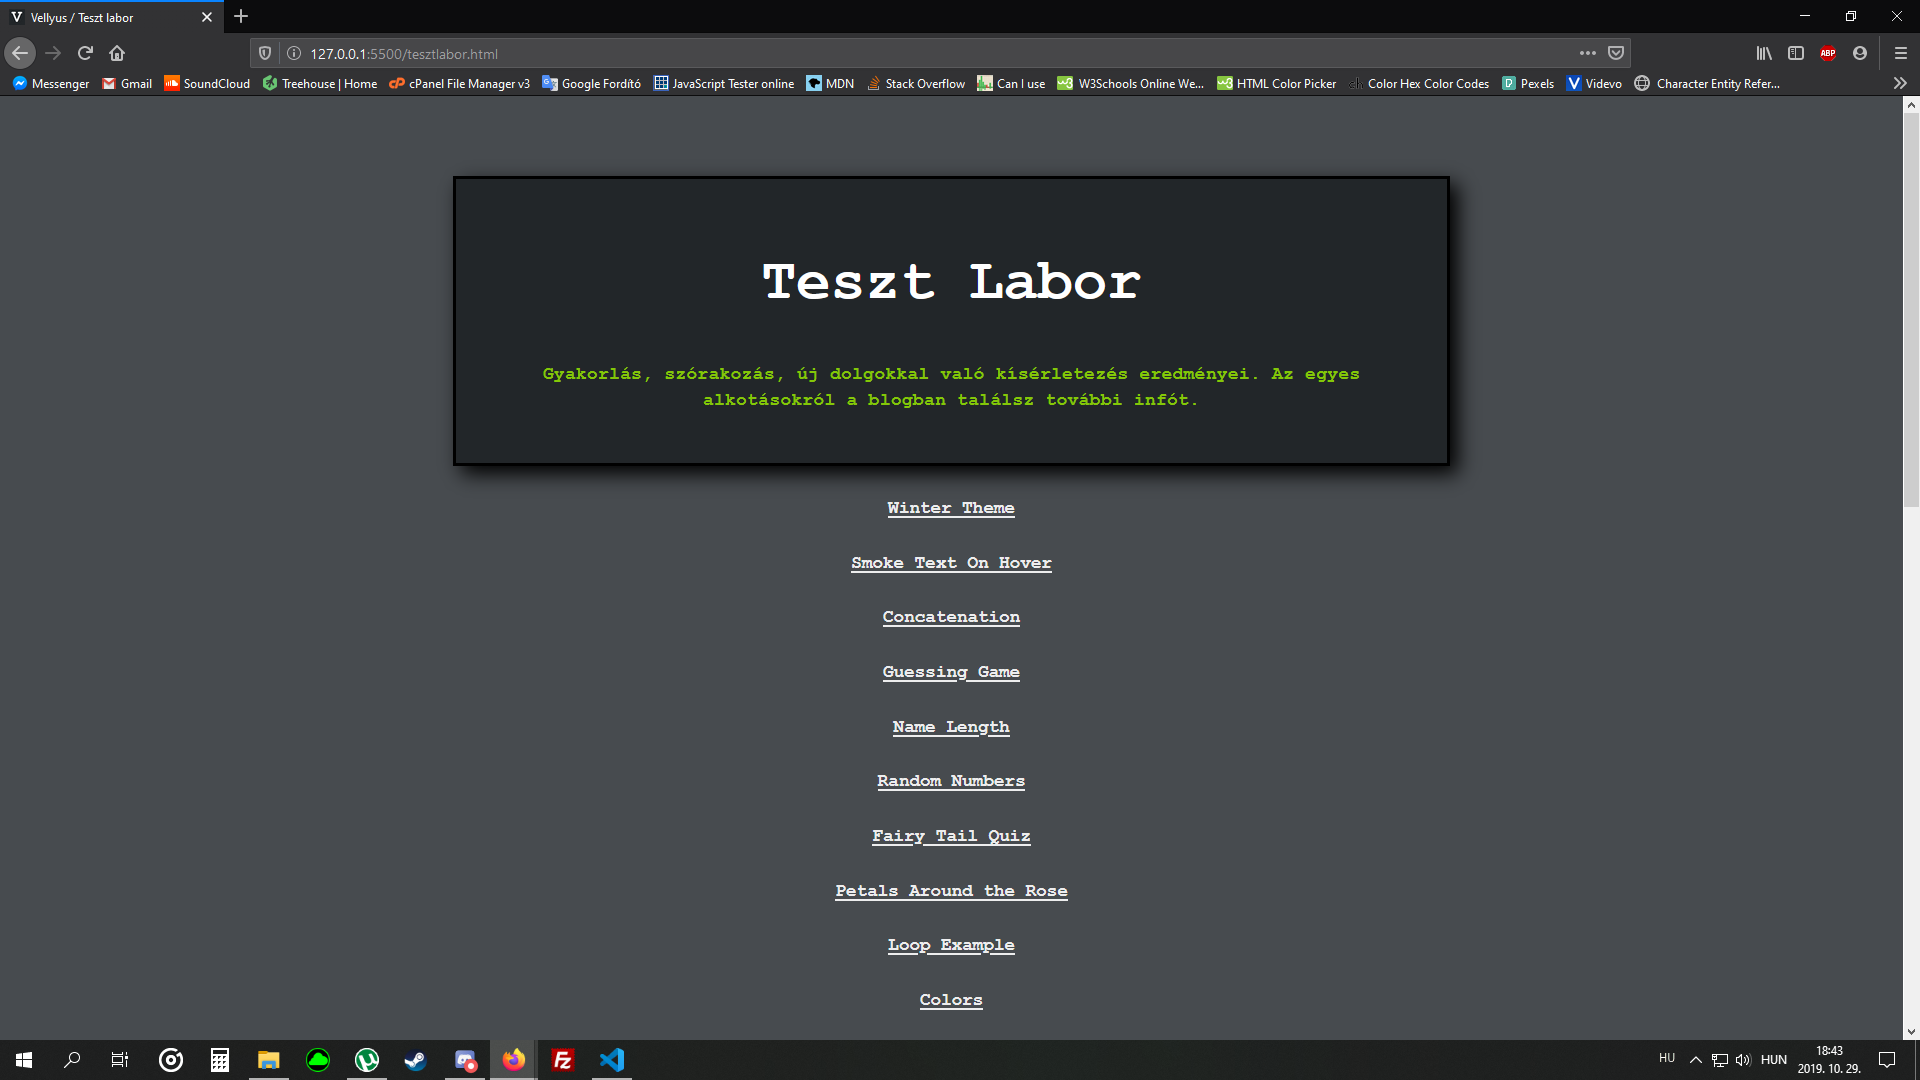 Vellyus / Teszt labor
127.0.0.1:5500/tesztlabor.html
ABP
Messenger Gmail SoundCloud Treehouse | Home cPanel File Manager v3 Google Fordító JavaScript Tester online MDN Stack Overflow Can I use W3Schools Online We... HTML Color Picker Color Hex Color Codes Pexels Videvo Character Entity Refer...
Teszt Labor
Gyakorlás, szórakozás, új dolgokkal való kísérletezés eredményei. Az egyes
alkotásokról a blogban találsz további infót.
Winter Theme
Smoke Text On Hover
Concatenation
Guessing Game
Name Length
Random Numbers
Fairy Tail Quiz
Petals Around the Rose
Loop Example
Colors
HU HUN 18:43
2019. 10. 29.